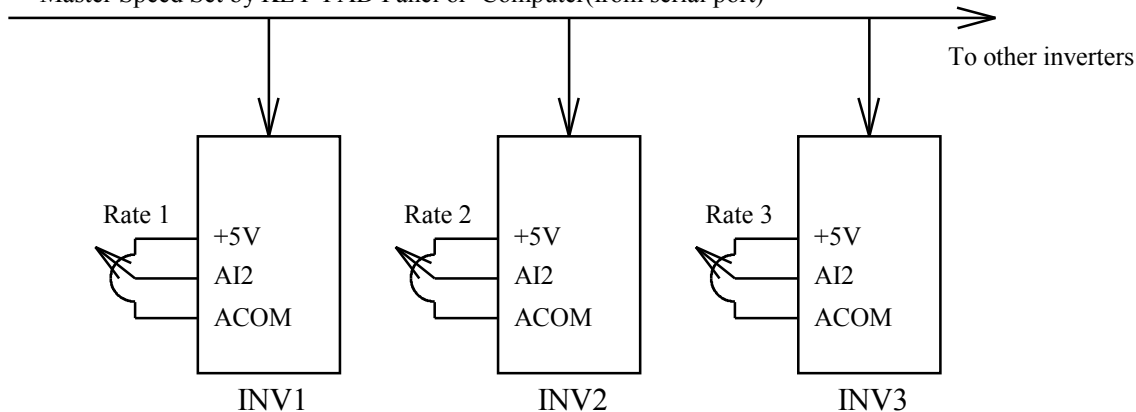 Master Speed Set by KEY-PAD Panel or Computer(from serial port)
To other inverters
Rate 1
+5V
AI2
ACOM
INV1
Rate 2
+5V
AI2
ACOM
INV2
Rate 3
+5V
AI2
ACOM
INV3